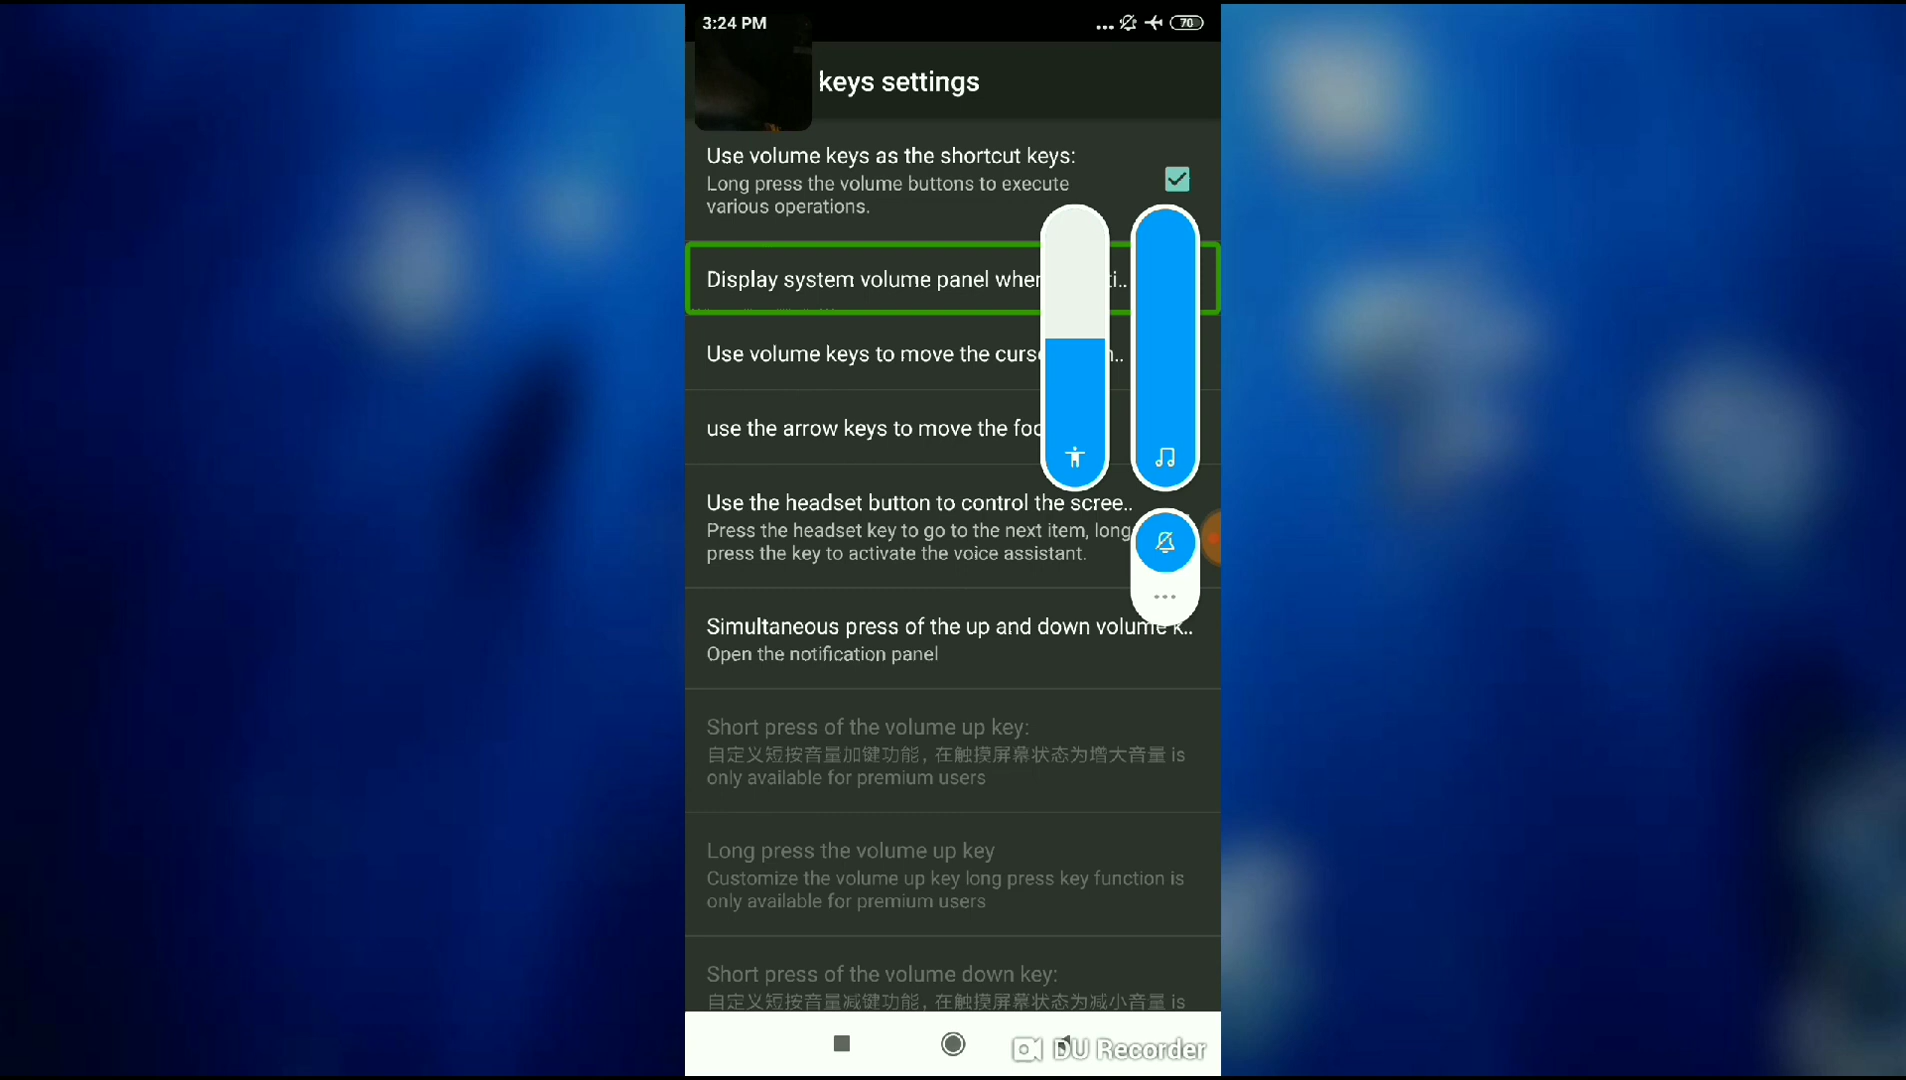 3:24 PM
70
keys settings
Use volume keys as the shortcut keys:
Long press the volume buttons to execute
various operations.
Display system volume panel when ti..
Use volume keys to move the curs
use the arrow keys to move the foc
Use the headset button to control the scree..
Press the headset key to go to the next item, long
press the key to activate the voice assistant.
Simultaneous press of the up and down volume k..
Open the notification panel
Short press of the volume up key:
自定义短按音量加键功能, 在触摸屏幕状态为增大音量 is
only available for premium users
Long press the volume up key
Customize the volume up key long press key function is
only available for premium users
Short press of the volume down key:
自定义短按音量减键功能, 在触摸屏幕状态为减小音量 is
DU Recorder